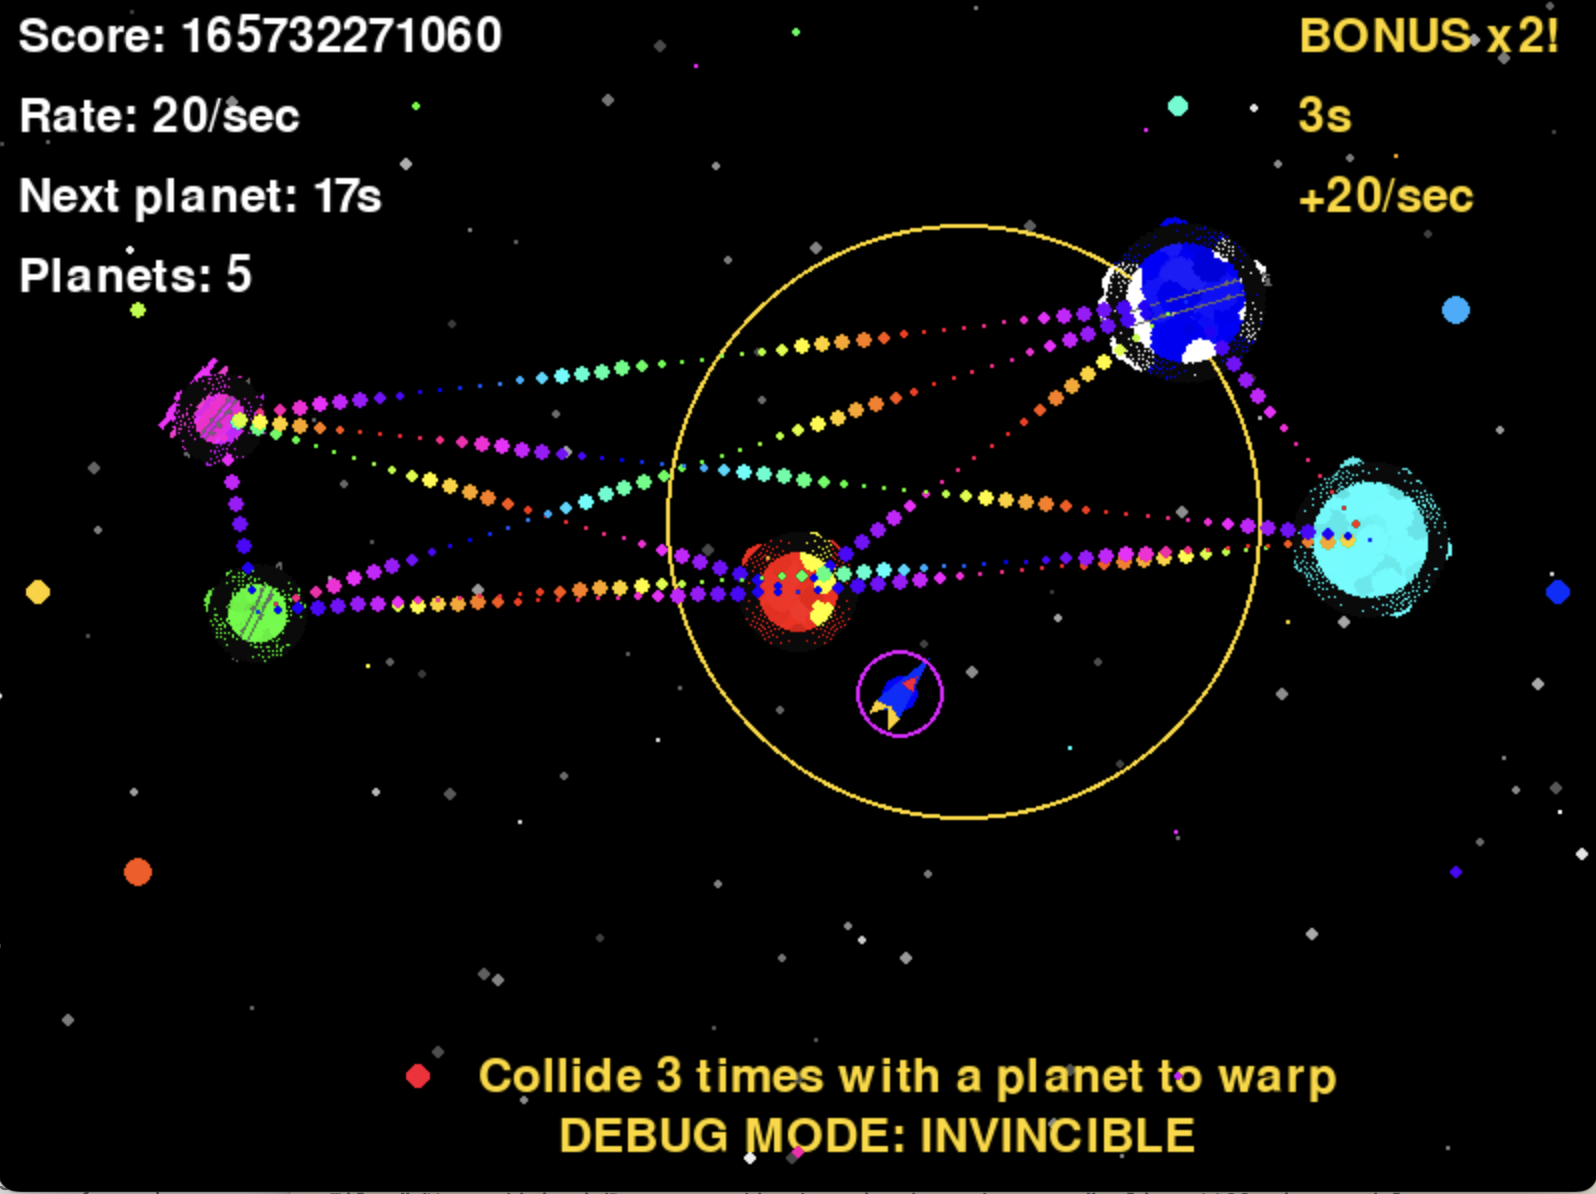 Score: 165732271060
Rate: 20/sec
Next planet: 17s
Planets: 5
BONUS x2!
3s
+20/sec
Collide 3 times with a planet to warp
DEBUG MODE: INVINCIBLE